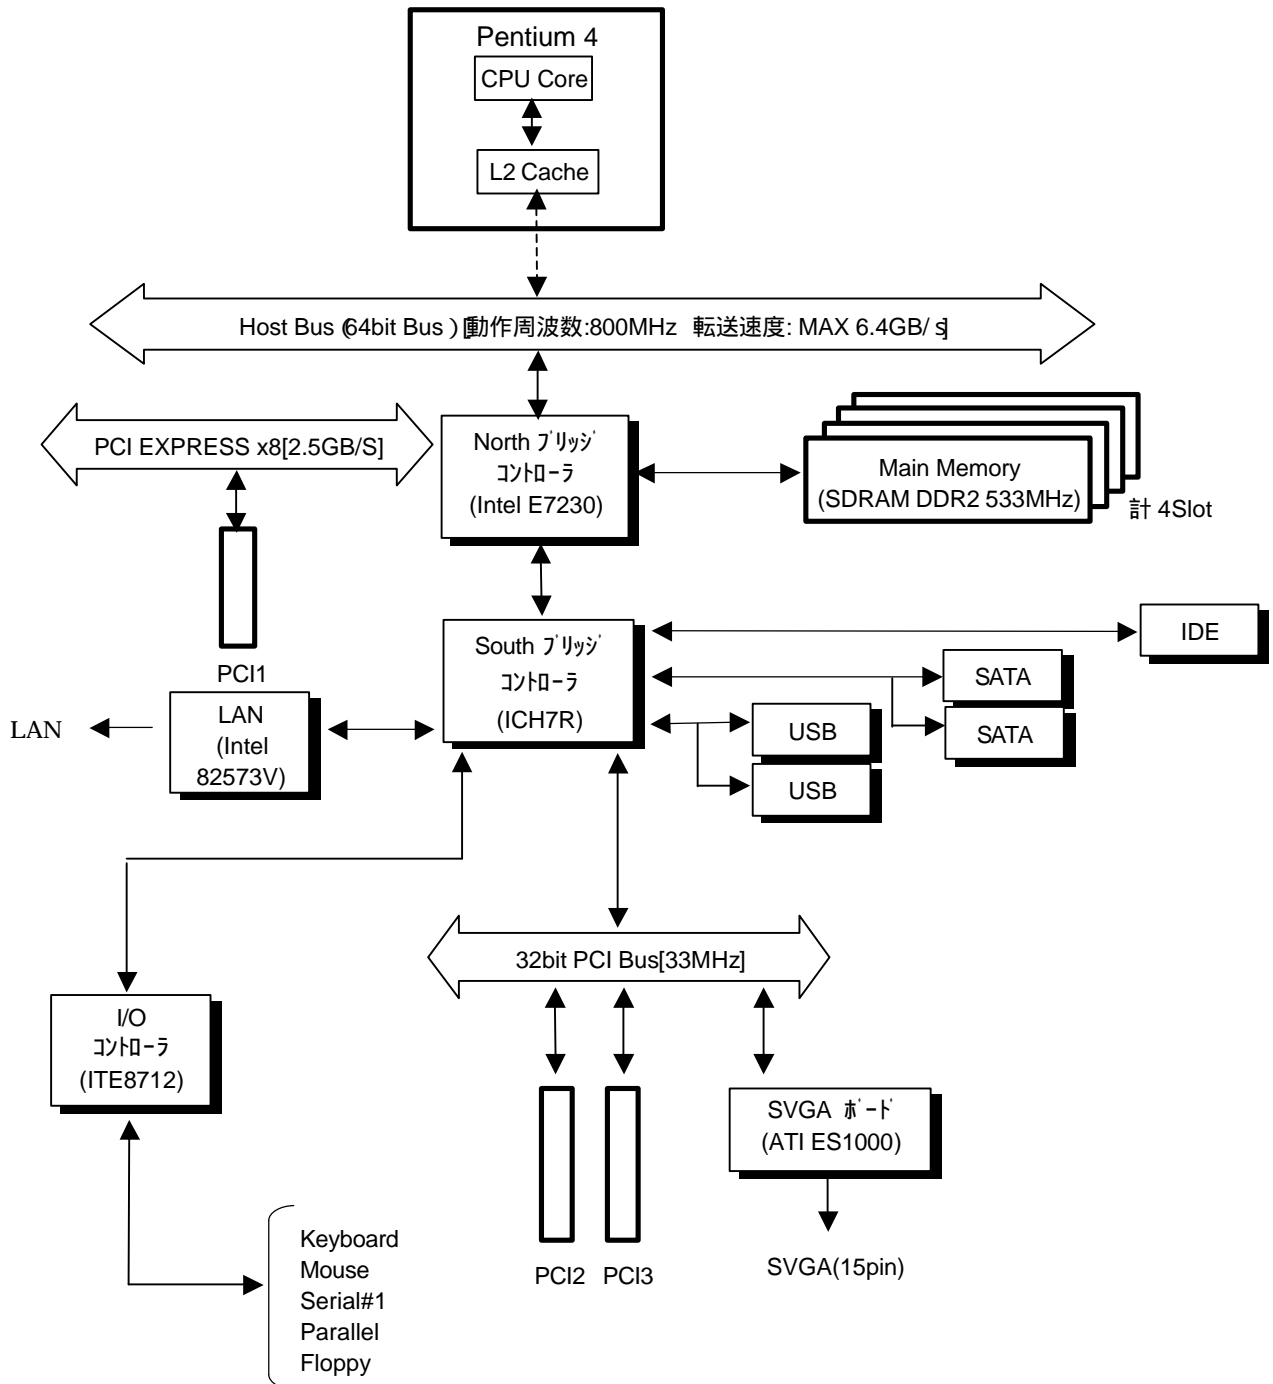 Pentium 4
CPU Core
L2 Cache
Host Bus (64bit Bus) [動作周波数:800MHz 転送速度: MAX 6.4GB/s]
PCI EXPRESS x8[2.5GB/S]
North ブリッジ
コントローラ
(Intel E7230)
Main Memory
(SDRAM DDR2 533MHz)
計 4Slot
PCI1
South ブリッジ
コントローラ
(ICH7R)
IDE
SATA
SATA
USB
USB
LAN
LAN
(Intel
82573V)
32bit PCI Bus[33MHz]
I/O
コントローラ
(ITE8712)
SVGA ボード
(ATI ES1000)
Keyboard
Mouse
Serial#1
Parallel
Floppy
PCI2
PCI3
SVGA(15pin)